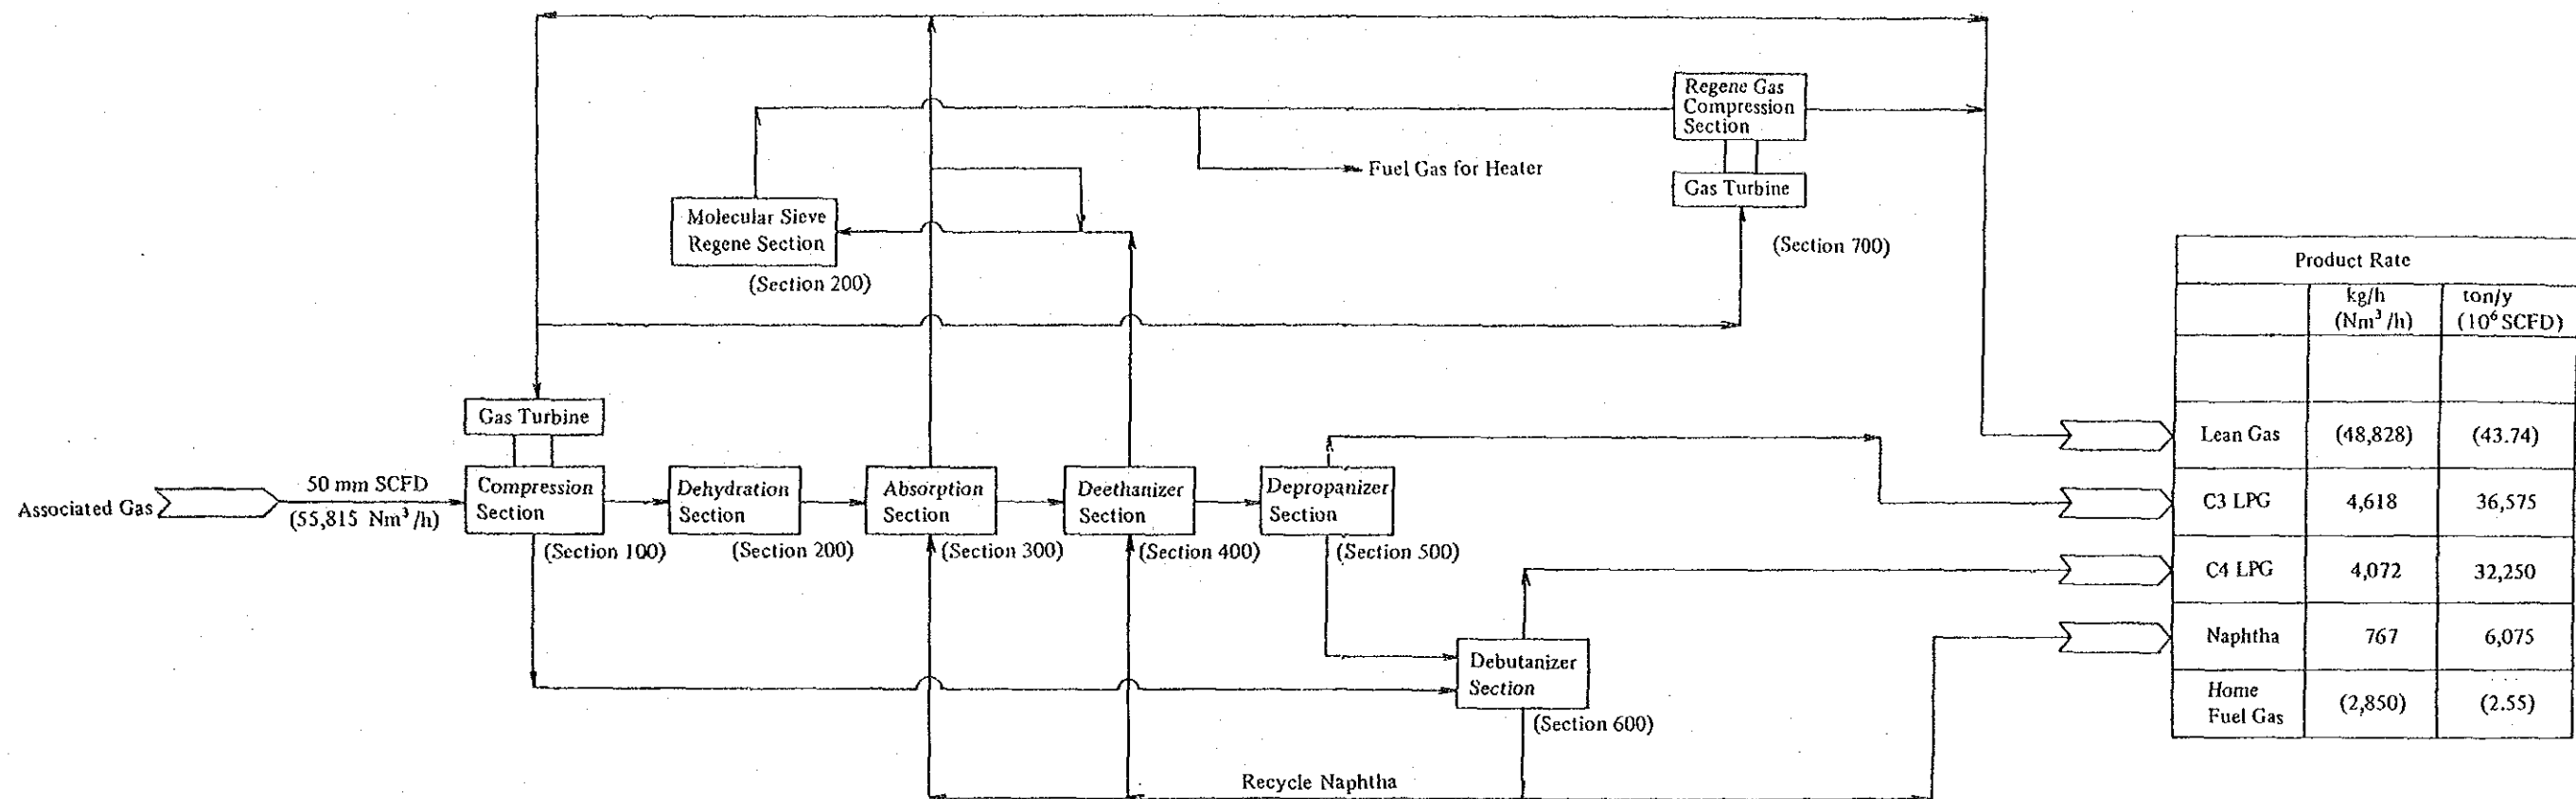 Regene Gas
Compression
Section
Fuel Gas for Heater
Gas Turbine
Molecular Sieve
Regene Section
(Section 200)
(Section 700)
Gas Turbine
Associated Gas
50 mm SCFD
(55,815 Nm³/h)
Compression
Section
(Section 100)
Dehydration
Section
(Section 200)
Absorption
Section
(Section 300)
Deethanizer
Section
(Section 400)
Depropanizer
Section
(Section 500)
Debutanizer
Section
(Section 600)
Recycle Naphtha
Product Rate
kg/h ton/y
(Nm³/h) (10⁶ SCFD)
Lean Gas (48,828) (43.74)
C3 LPG 4,618 36,575
C4 LPG 4,072 32,250
Naphtha 767 6,075
Home
Fuel Gas (2,850) (2.55)